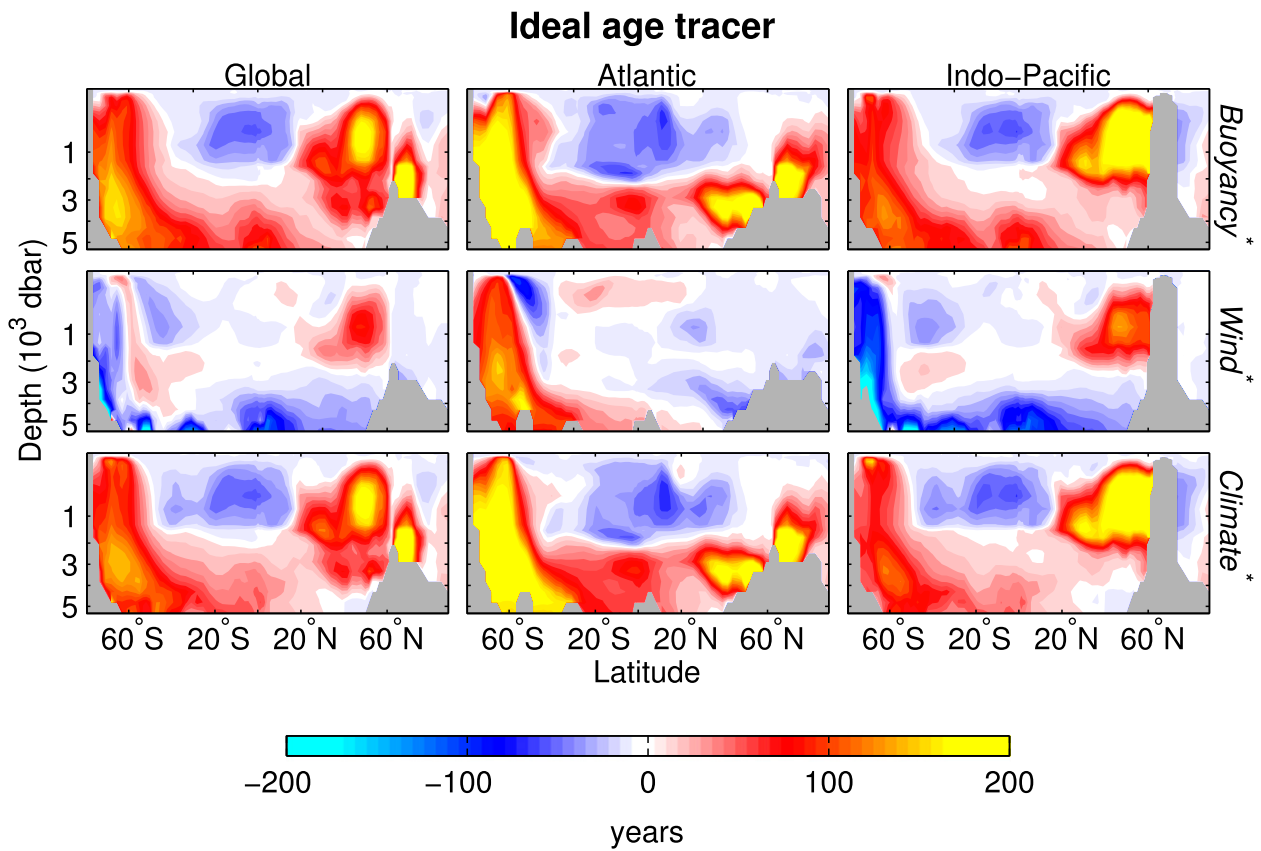 Ideal age tracer
Global
Atlantic
Indo−Pacific
1
3
5
Buoyancy*
Depth (10³ dbar)
1
3
5
Wind*
1
3
5
Climate*
60°S 20°S 20°N 60°N
60°S 20°S 20°N 60°N
60°S 20°S 20°N 60°N
Latitude
−200 −100 0 100 200
years